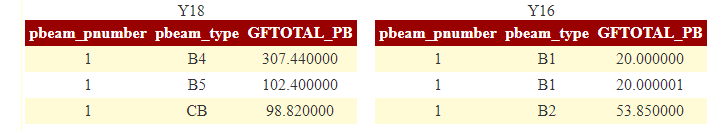 Y18 Y16
pbeam_pnumber pbeam_type GFTOTAL_PB pbeam_pnumber pbeam_type GFTOTAL_PB
1 B4 307.440000 1 B1 20.000000
1 B5 102.400000 1 B1 20.000001
1 CB 98.820000 1 B2 53.850000